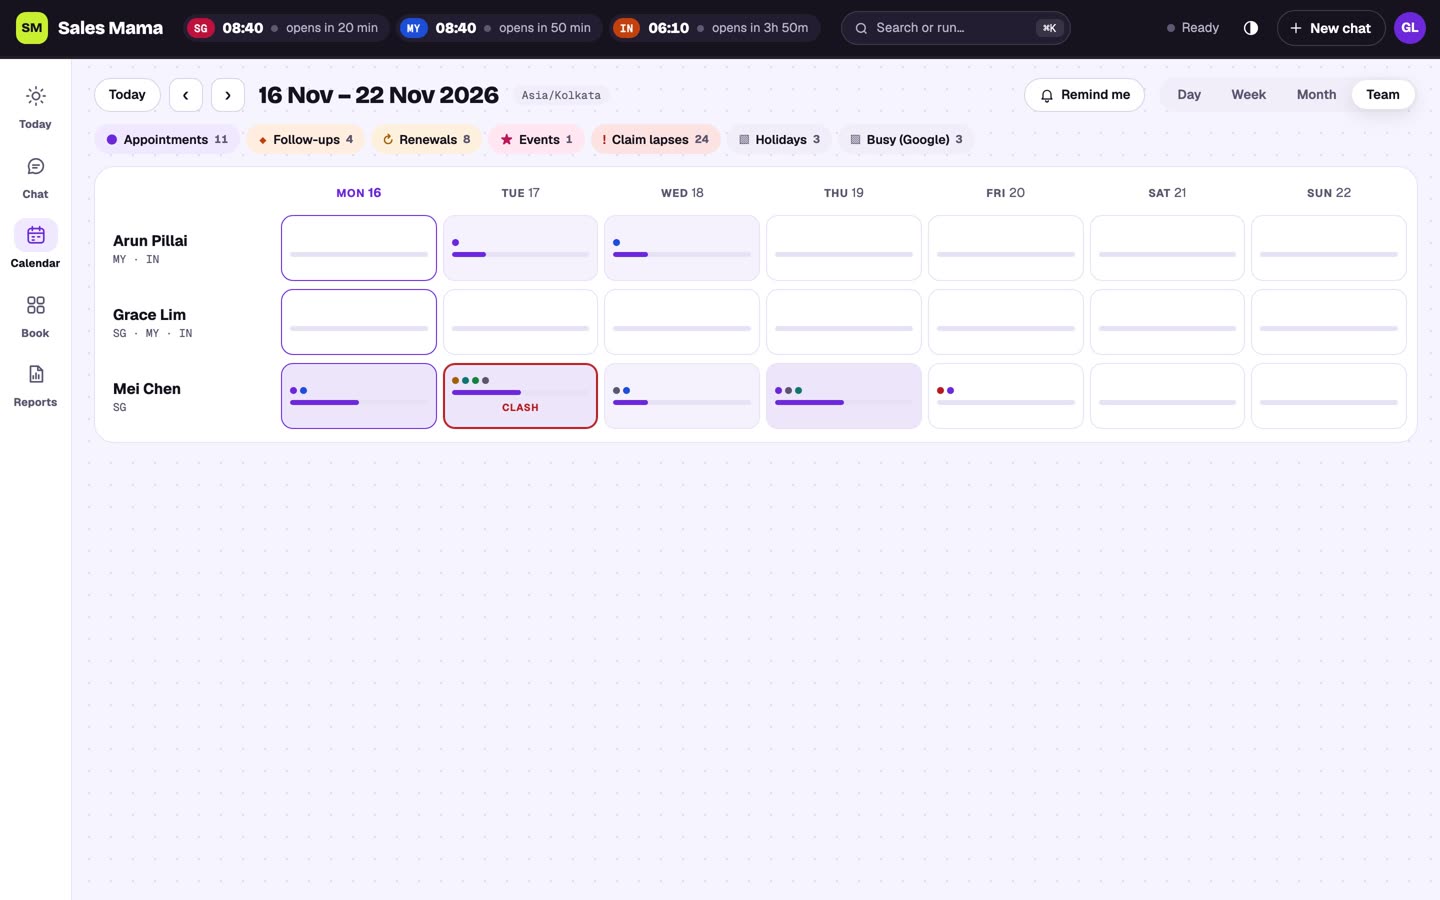 SM Sales Mama SG 08:40 opens in 20 min MY 08:40 opens in 50 min IN 06:10 opens in 3h 50m Search or run... ⌘K Ready + New chat GL
Today
Chat
Calendar
Book
Reports
Today ‹ › 16 Nov – 22 Nov 2026 Asia/Kolkata Remind me Day Week Month Team
Appointments 11 Follow-ups 4 Renewals 8 Events 1 ! Claim lapses 24 Holidays 3 Busy (Google) 3
MON 16 TUE 17 WED 18 THU 19 FRI 20 SAT 21 SUN 22
Arun Pillai
MY · IN
Grace Lim
SG · MY · IN
Mei Chen
SG
CLASH